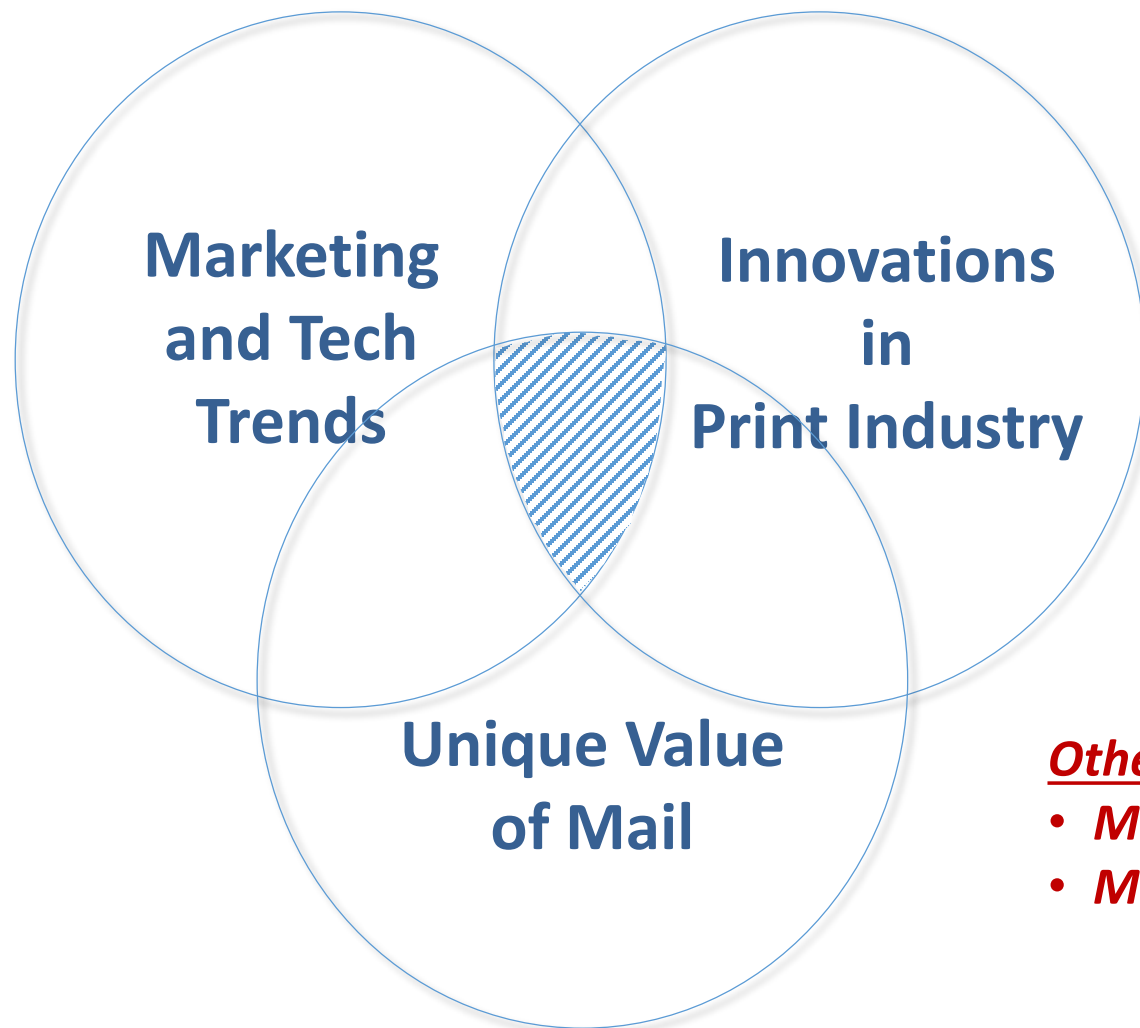 Marketing
and Tech
Trends
Innovations
in
Print Industry
Unique Value
of Mail